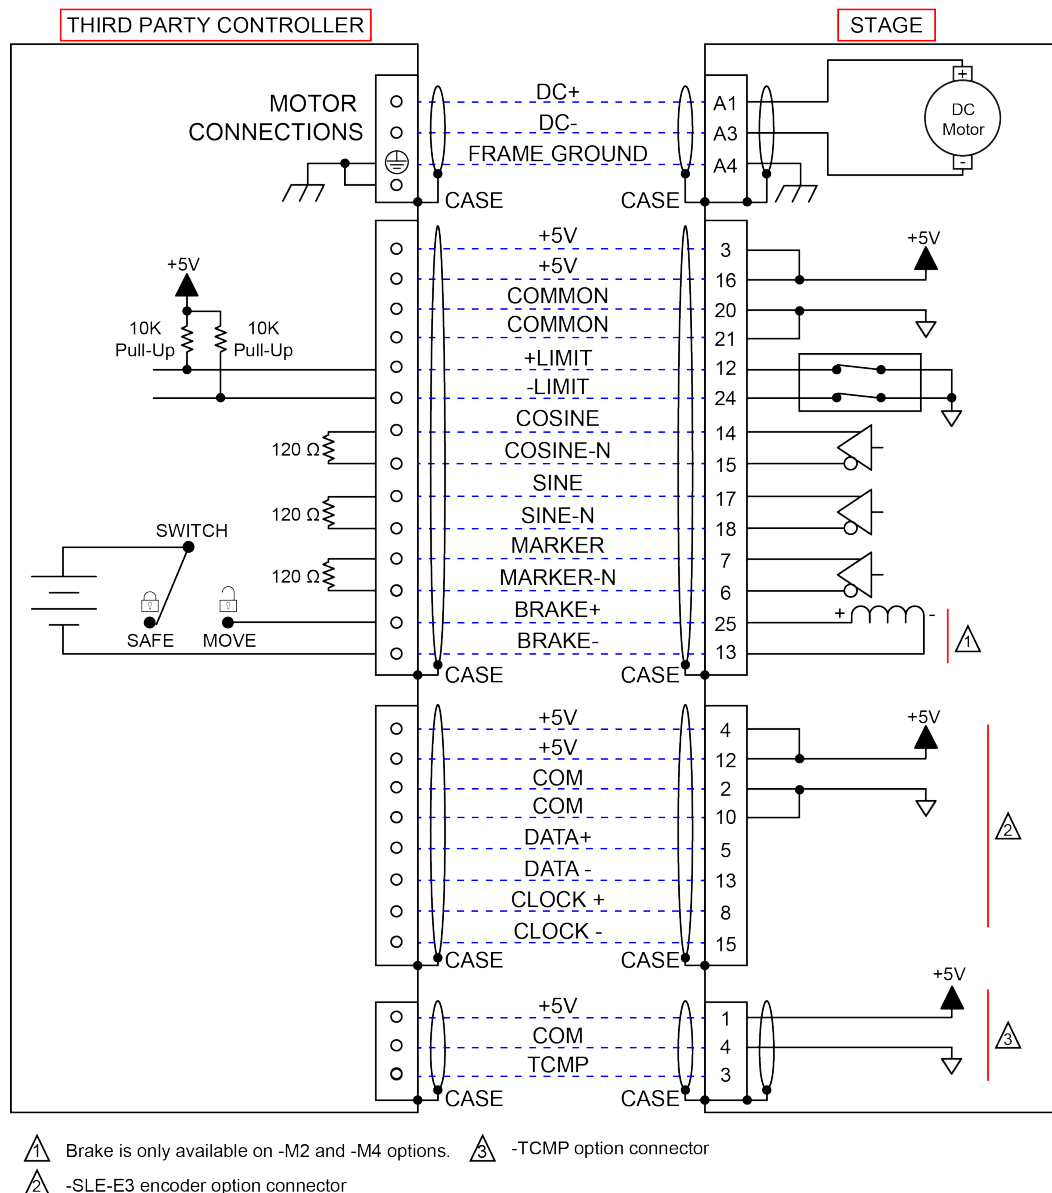 THIRD PARTY CONTROLLER
STAGE
MOTOR
CONNECTIONS
DC+
DC-
FRAME GROUND
CASE
CASE
A1
A3
A4
+
DC
Motor
-
+5V
+5V
COMMON
COMMON
+LIMIT
-LIMIT
COSINE
COSINE-N
SINE
SINE-N
MARKER
MARKER-N
BRAKE+
BRAKE-
CASE
CASE
3
16
20
21
12
24
14
15
17
18
7
6
25
13
+5V
10K
Pull-Up
10K
Pull-Up
120 Ω
120 Ω
120 Ω
SWITCH
SAFE
MOVE
+5V
+
-
1
+5V
+5V
COM
COM
DATA+
DATA -
CLOCK +
CLOCK -
CASE
CASE
4
12
2
10
5
13
8
15
+5V
2
+5V
COM
TCMP
CASE
CASE
1
4
3
+5V
3
1 Brake is only available on -M2 and -M4 options.
3 -TCMP option connector
2 -SLE-E3 encoder option connector